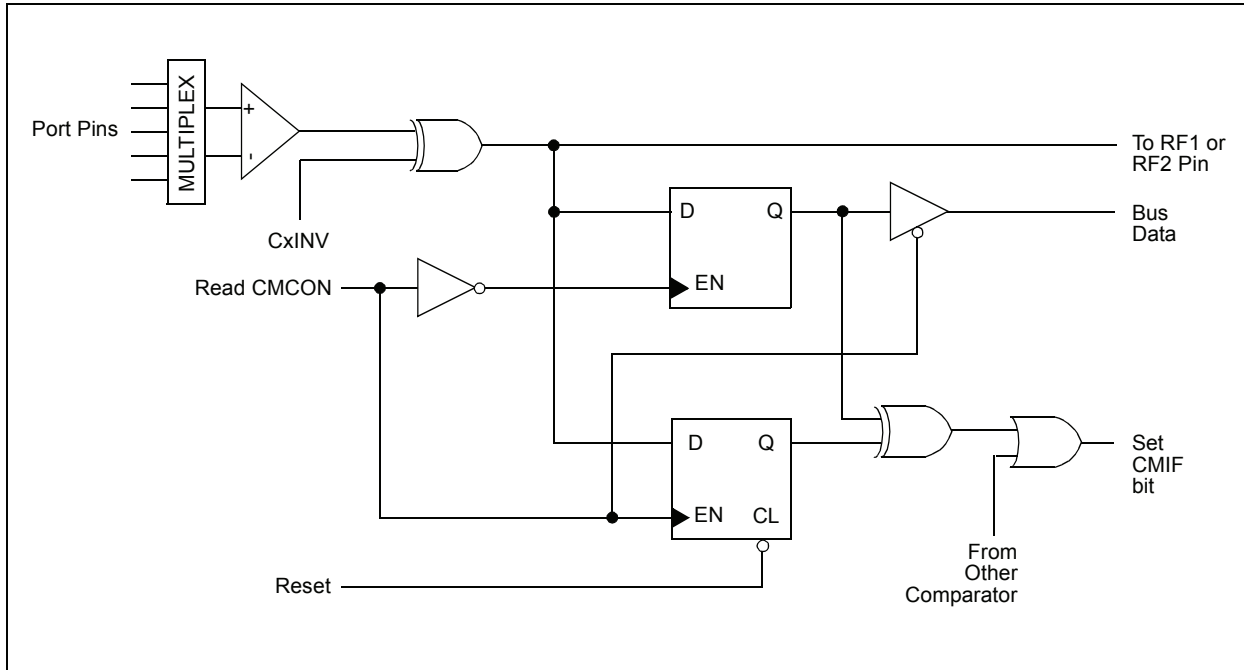 MULTIPLEX
Port Pins
+
-
To RF1 or
RF2 Pin
CxINV
D
Q
EN
Bus
Data
Read CMCON
D
Q
EN
CL
Set
CMIF
bit
From
Other
Comparator
Reset